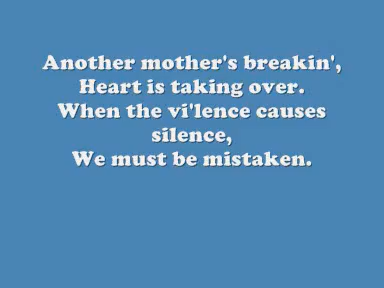 Another mother's breakin',
Heart is taking over.
When the vi'lence causes
silence,
We must be mistaken.